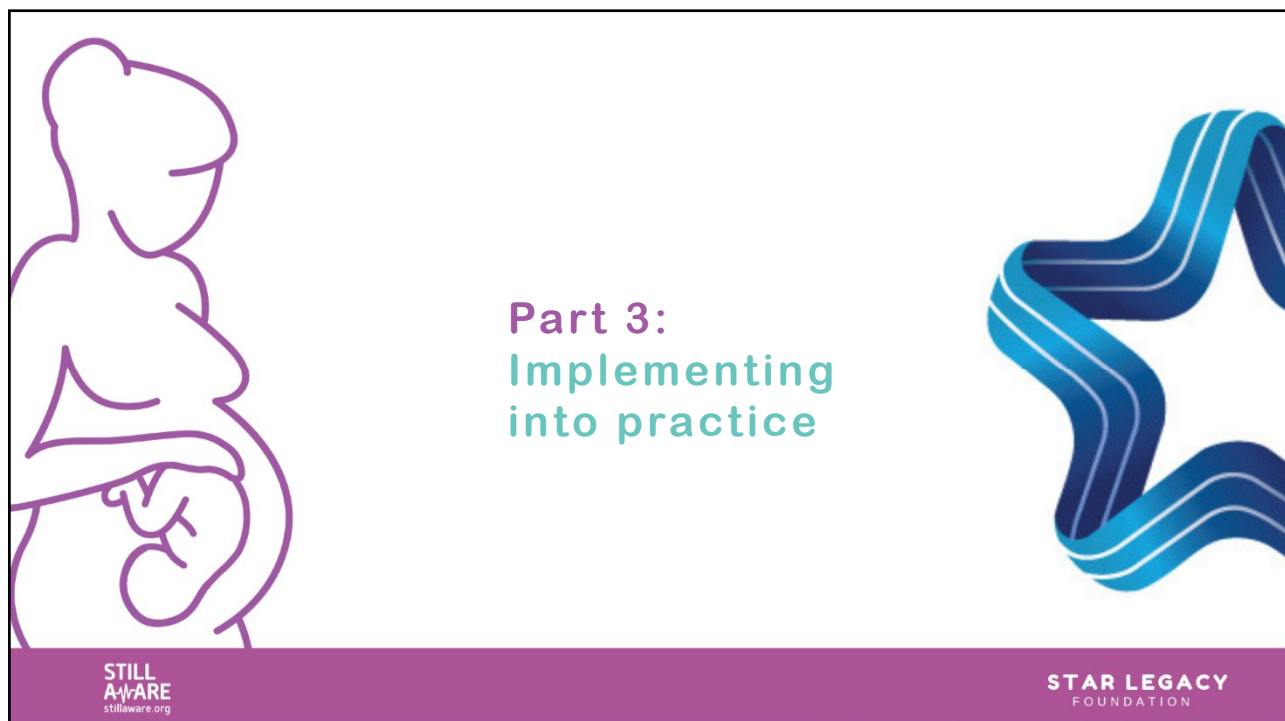 Part 3:
Implementing
into practice
STILL
AWARE
stillaware.org
STAR LEGACY
FOUNDATION